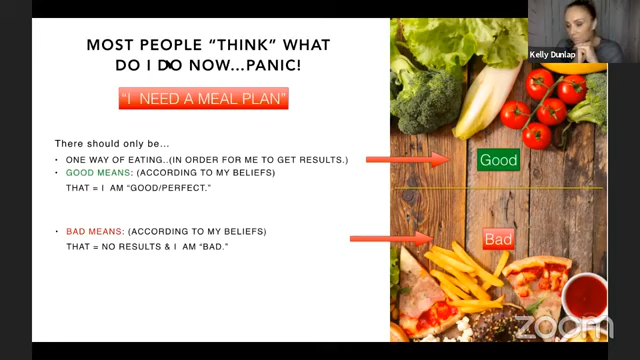 MOST PEOPLE “THINK” WHAT
DO I DO NOW...PANIC!
“I NEED A MEAL PLAN”
There should only be...
• ONE WAY OF EATING..(IN ORDER FOR ME TO GET RESULTS.)
• GOOD MEANS: (ACCORDING TO MY BELIEFS)
THAT = I AM “GOOD/PERFECT.”
• BAD MEANS: (ACCORDING TO MY BELIEFS)
THAT = NO RESULTS & I AM “BAD.”
Kelly Dunlap
Good
Bad
zoom